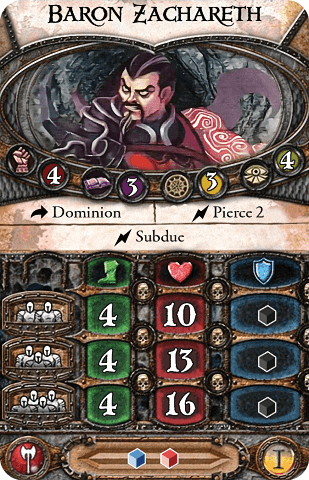 Baron Zachareth
4 3 3 4
Dominion Pierce 2
Subdue
4 10
4 13
4 16
I